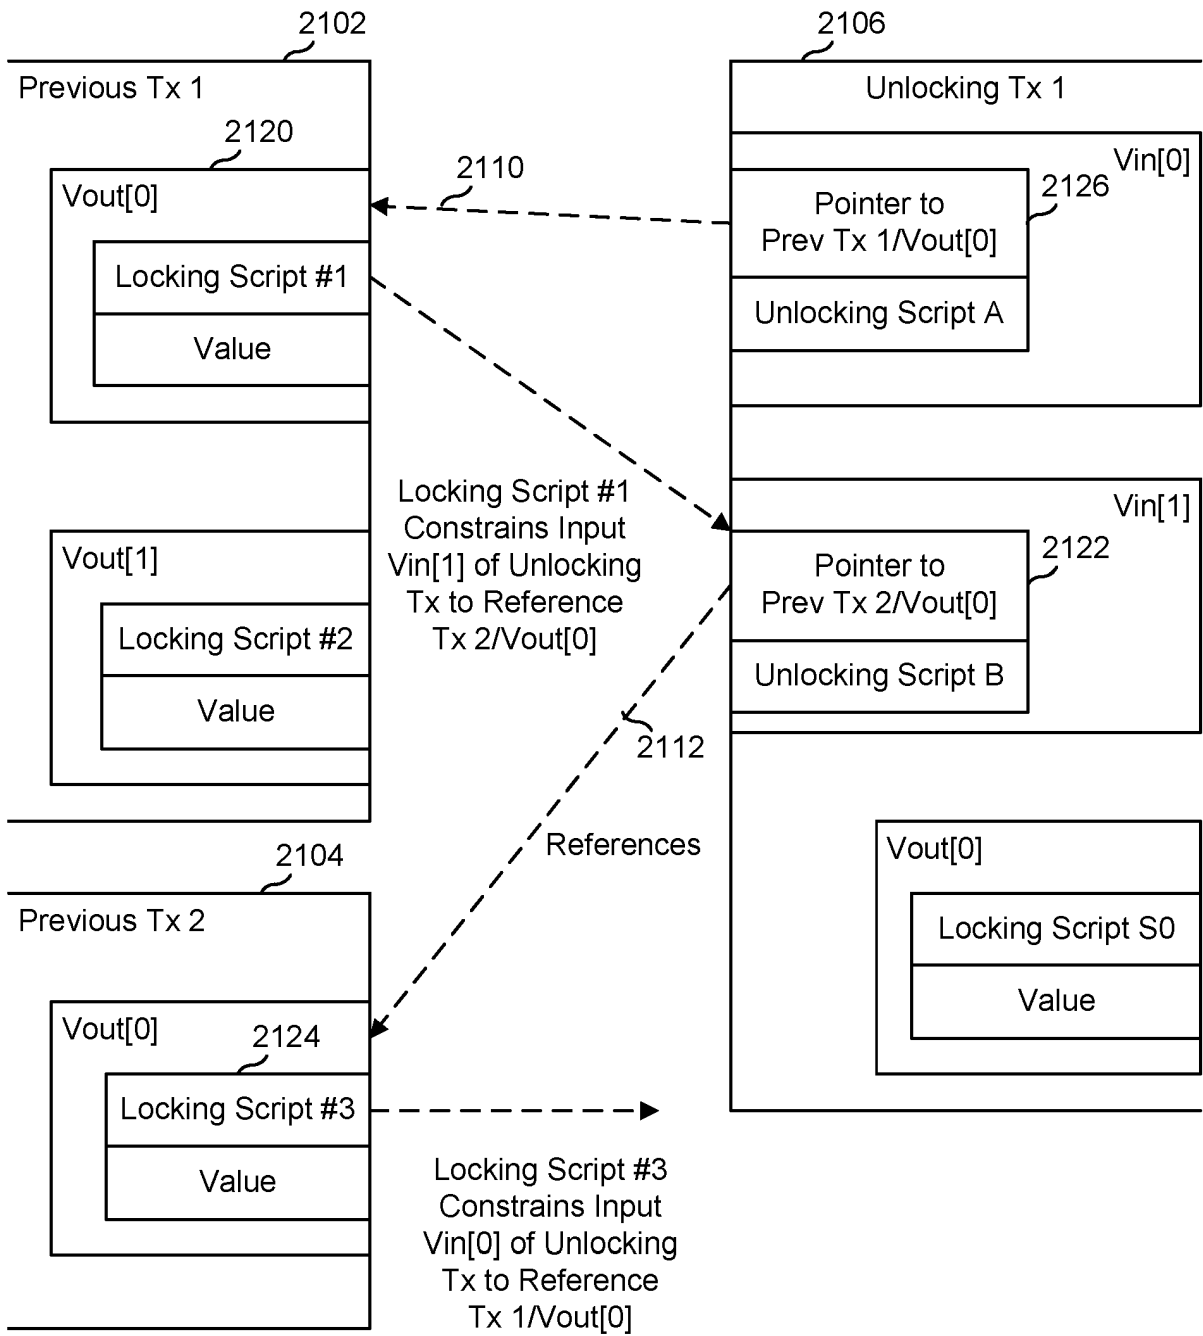 2102
Previous Tx 1
2120
Vout[0]
Locking Script #1
Value
Vout[1]
Locking Script #2
Value
2110
Locking Script #1
Constrains Input
Vin[1] of Unlocking
Tx to Reference
Tx 2/Vout[0]
2106
Unlocking Tx 1
Vin[0]
2126
Pointer to
Prev Tx 1/Vout[0]
Unlocking Script A
Vin[1]
2122
Pointer to
Prev Tx 2/Vout[0]
Unlocking Script B
2112
References
Vout[0]
Locking Script S0
Value
2104
Previous Tx 2
Vout[0]
2124
Locking Script #3
Value
Locking Script #3
Constrains Input
Vin[0] of Unlocking
Tx to Reference
Tx 1/Vout[0]